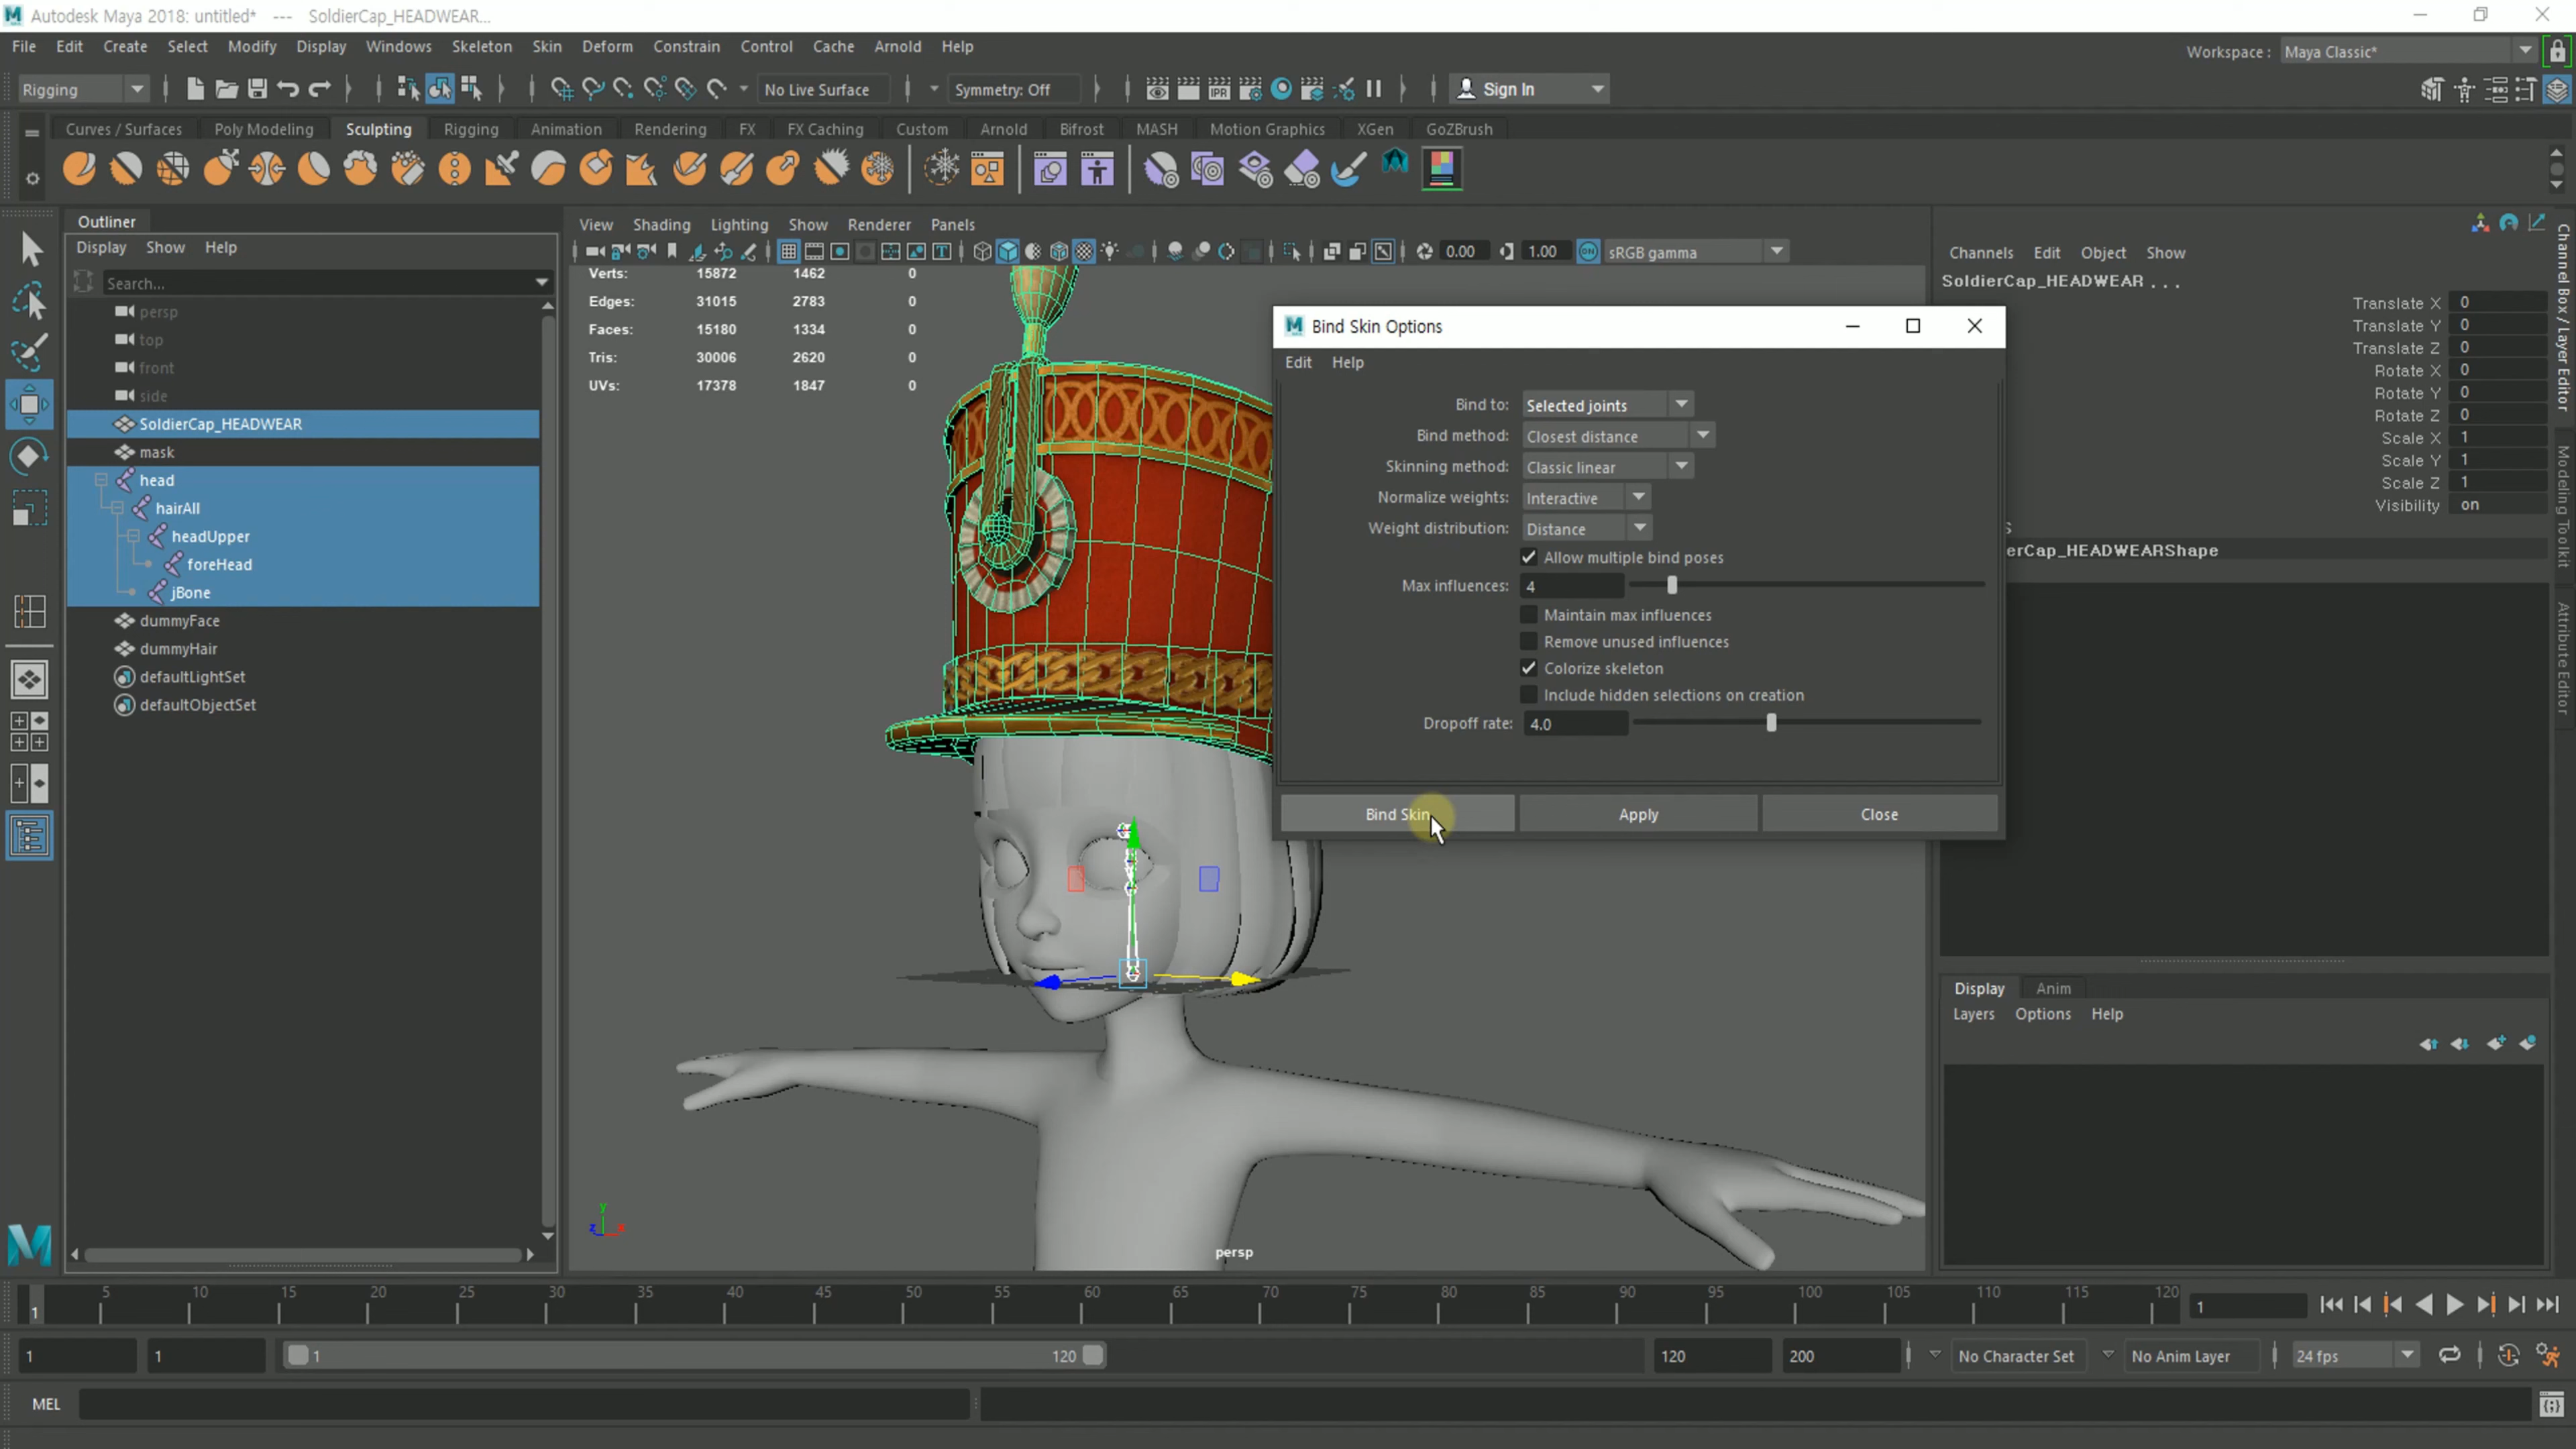 Autodesk Maya 2018: untitled* --- SoldierCap_HEADWEAR...
File Edit Create Select Modify Display Windows Skeleton Skin Deform Constrain Control Cache Arnold Help
Workspace : Maya Classic*
Rigging No Live Surface Symmetry: Off IPR Sign In
Curves / Surfaces Poly Modeling Sculpting Rigging Animation Rendering FX FX Caching Custom Arnold Bifrost MASH Motion Graphics XGen GoZBrush
Outliner
Display Show Help
Search...
persp
top
front
side
SoldierCap_HEADWEAR
mask
head
hairAll
headUpper
foreHead
jBone
dummyFace
dummyHair
defaultLightSet
defaultObjectSet
View Shading Lighting Show Renderer Panels
0.00 1.00 ON sRGB gamma
Verts: 15872 1462 0
Edges: 31015 2783 0
Faces: 15180 1334 0
Tris: 30006 2620 0
UVs: 17378 1847 0
y
z x
persp
Bind Skin Options
Edit Help
Bind to: Selected joints
Bind method: Closest distance
Skinning method: Classic linear
Normalize weights: Interactive
Weight distribution: Distance
Allow multiple bind poses
Max influences: 4
Maintain max influences
Remove unused influences
Colorize skeleton
Include hidden selections on creation
Dropoff rate: 4.0
Bind Skin Apply Close
Channels Edit Object Show
SoldierCap_HEADWEAR . . .
Translate X 0
Translate Y 0
Translate Z 0
Rotate X 0
Rotate Y 0
Rotate Z 0
Scale X 1
Scale Y 1
Scale Z 1
Visibility on
S
erCap_HEADWEARShape
Channel Box / Layer Editor
Modeling Toolkit
Attribute Editor
Display Anim
Layers Options Help
1 5 10 15 20 25 30 35 40 45 50 55 60 65 70 75 80 85 90 95 100 105 110 115 120 1
1 1 1 120 120 200 No Character Set No Anim Layer 24 fps
MEL